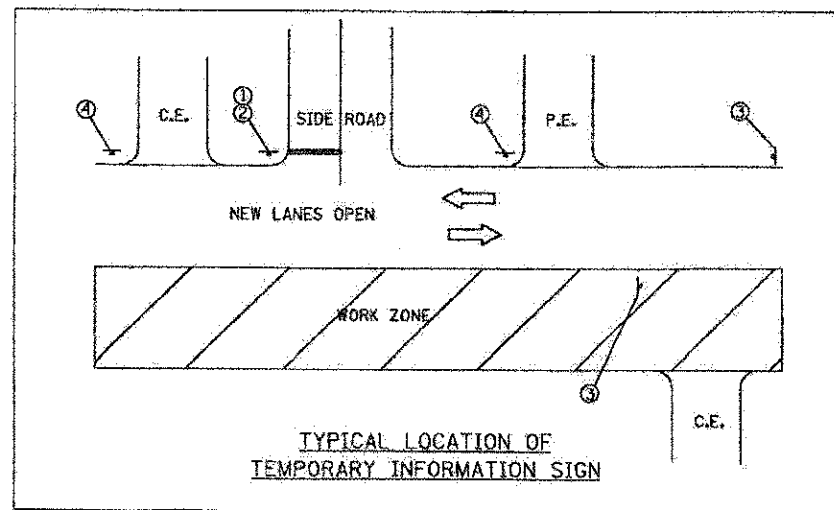 ①
④ C.E. ② SIDE ROAD ④ P.E. ③
NEW LANES OPEN
WORK ZONE
③
C.E.
TYPICAL LOCATION OF
TEMPORARY INFORMATION SIGN